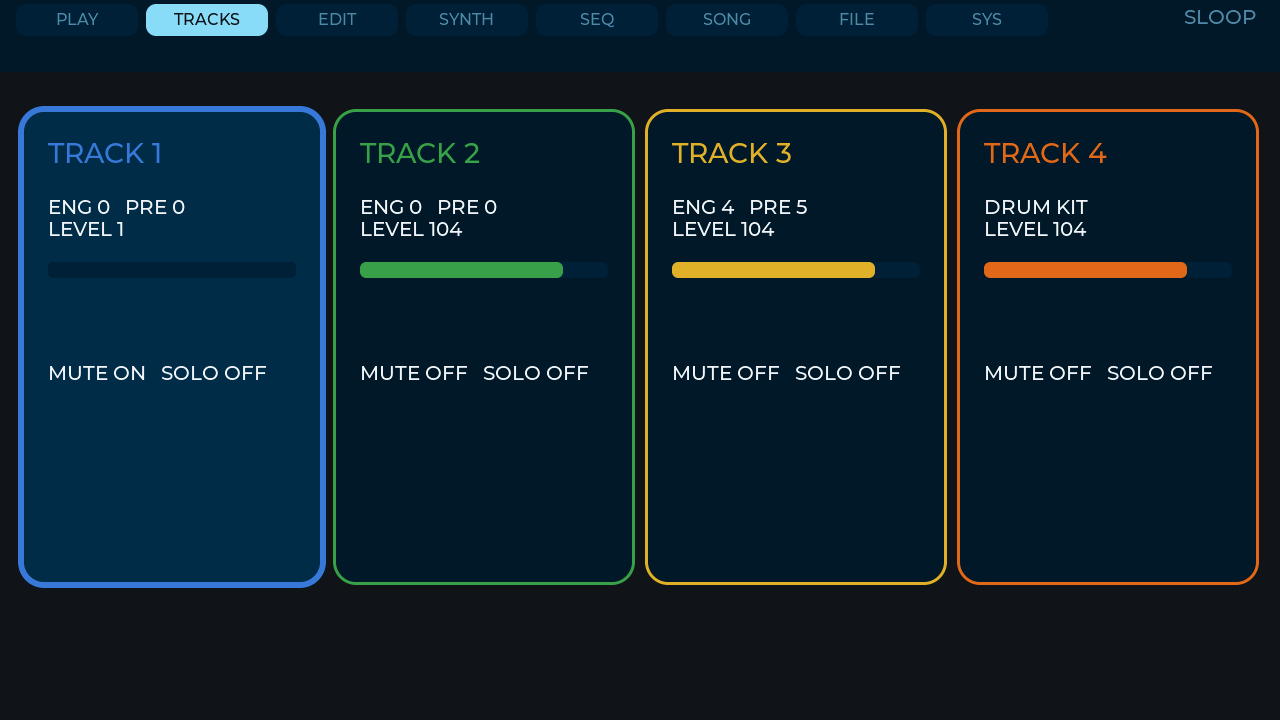 PLAY TRACKS EDIT SYNTH SEQ SONG FILE SYS SLOOP
TRACK 1
ENG 0 PRE 0
LEVEL 1
MUTE ON SOLO OFF
TRACK 2
ENG 0 PRE 0
LEVEL 104
MUTE OFF SOLO OFF
TRACK 3
ENG 4 PRE 5
LEVEL 104
MUTE OFF SOLO OFF
TRACK 4
DRUM KIT
LEVEL 104
MUTE OFF SOLO OFF